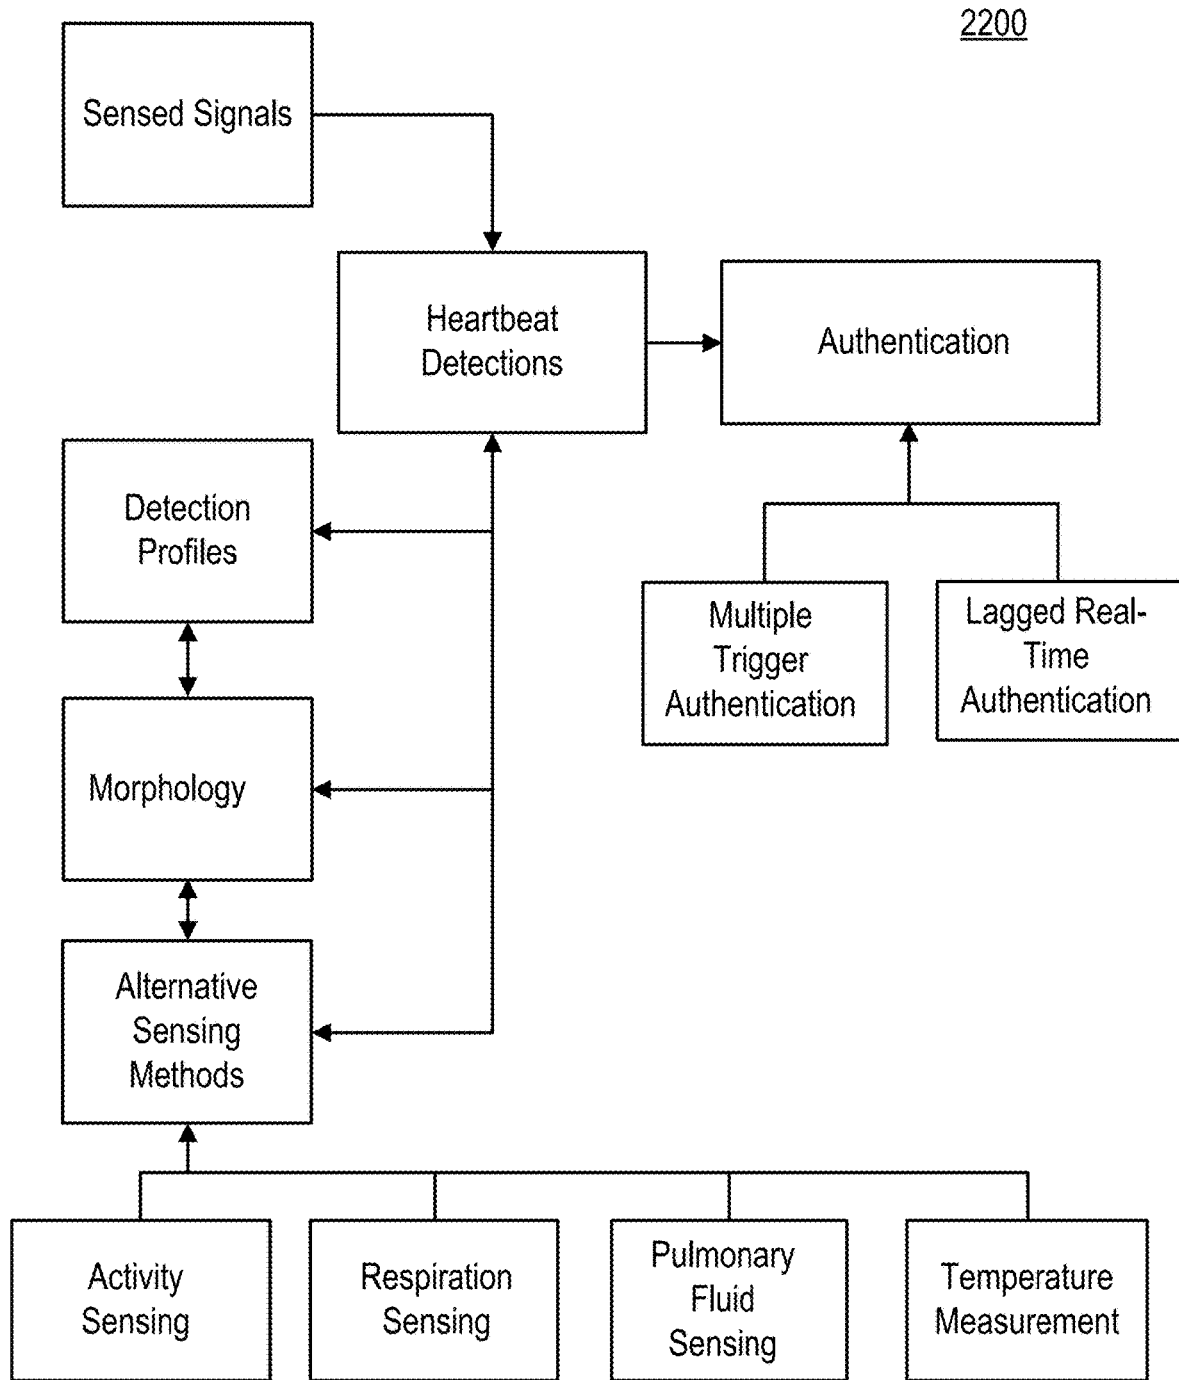 2200
Sensed Signals
Heartbeat
Detections
Authentication
Detection
Profiles
Multiple
Trigger
Authentication
Lagged Real-
Time
Authentication
Morphology
Alternative
Sensing
Methods
Activity
Sensing
Respiration
Sensing
Pulmonary
Fluid
Sensing
Temperature
Measurement